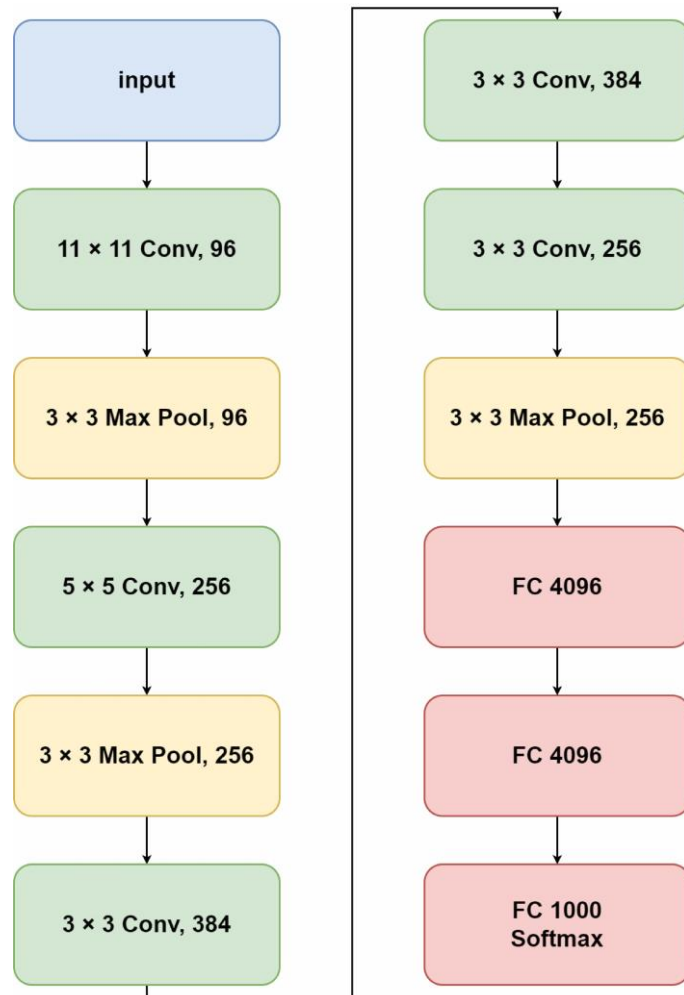 input
11 × 11 Conv, 96
3 × 3 Max Pool, 96
5 × 5 Conv, 256
3 × 3 Max Pool, 256
3 × 3 Conv, 384
3 × 3 Conv, 384
3 × 3 Conv, 256
3 × 3 Max Pool, 256
FC 4096
FC 4096
FC 1000
Softmax